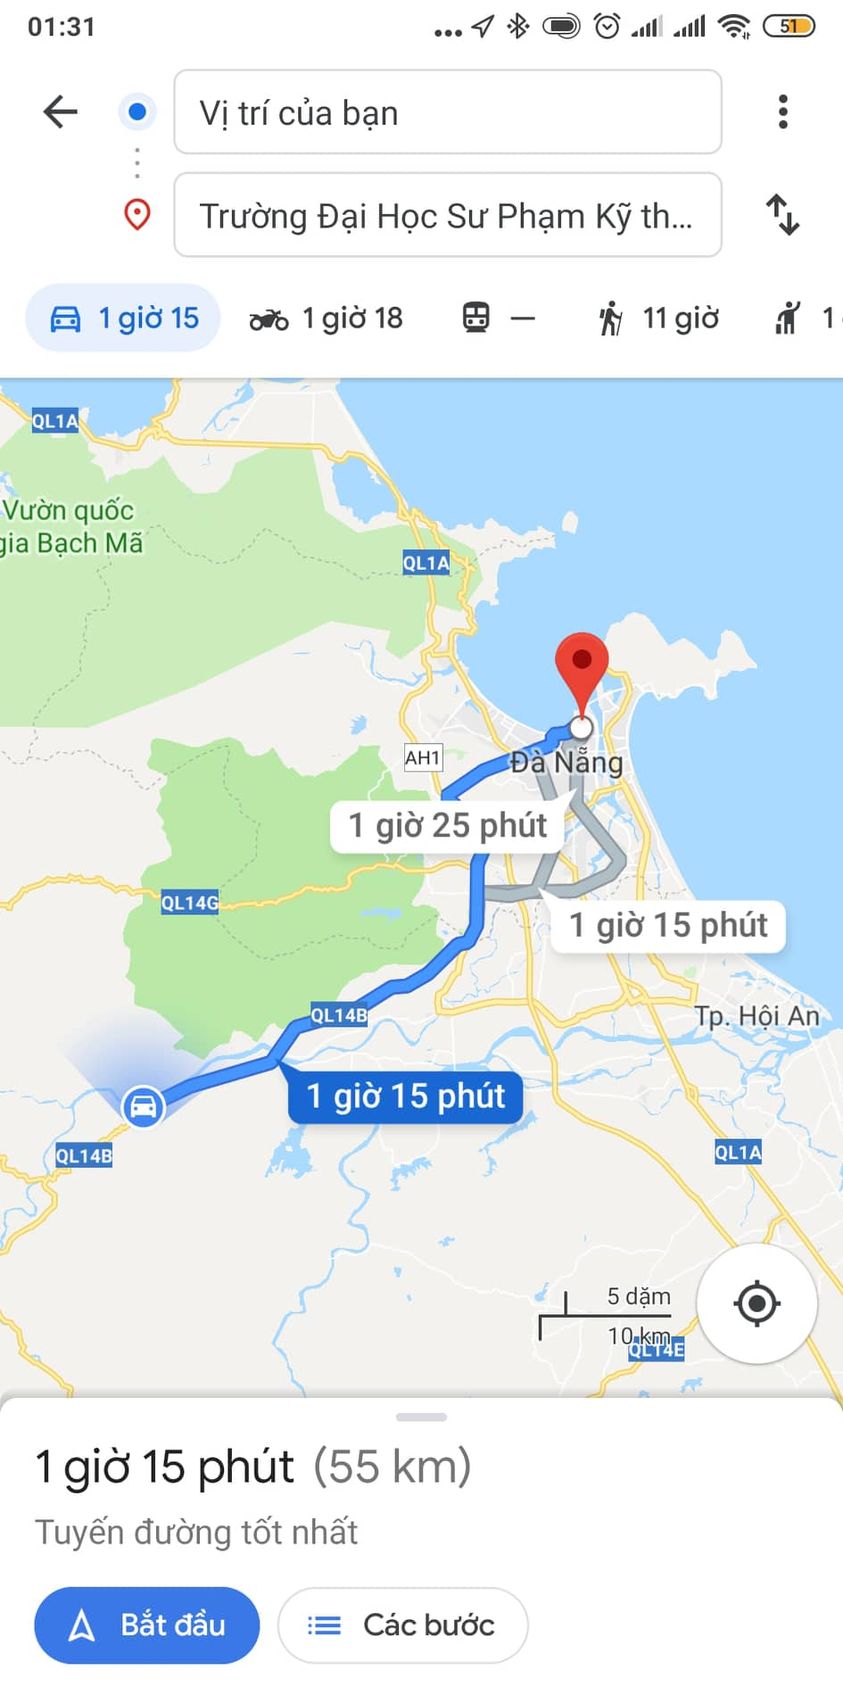 01:31
51
Vị trí của bạn
Trường Đại Học Sư Phạm Kỹ th...
1 giờ 15
1 giờ 18
—
11 giờ
1
QL1A
Vườn quốc
gia Bạch Mã
QL1A
AH1
Đà Nẵng
1 giờ 25 phút
QL14G
1 giờ 15 phút
QL14B
Tp. Hội An
1 giờ 15 phút
QL14B
QL1A
5 dặm
10 km
QL14E
1 giờ 15 phút (55 km)
Tuyến đường tốt nhất
Bắt đầu
Các bước